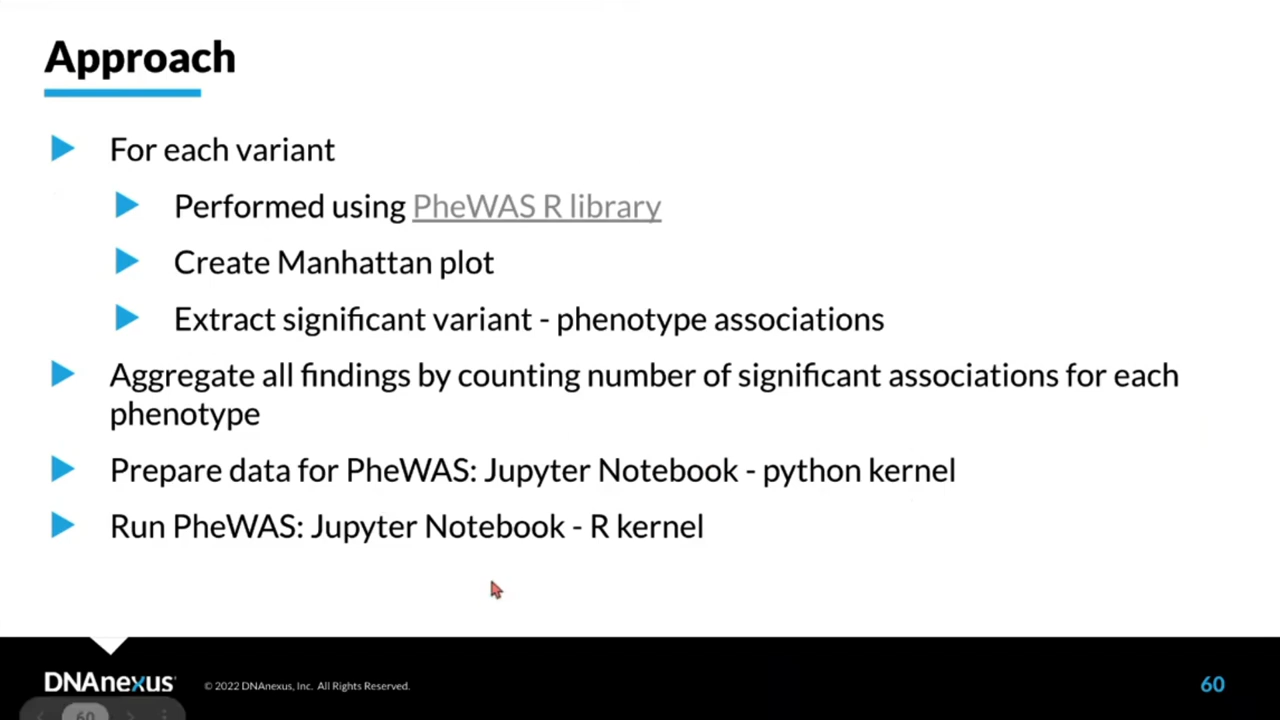 Approach
For each variant
Performed using PheWAS R library
Create Manhattan plot
Extract significant variant - phenotype associations
Aggregate all findings by counting number of significant associations for each
phenotype
Prepare data for PheWAS: Jupyter Notebook - python kernel
Run PheWAS: Jupyter Notebook - R kernel
DNAnexus
© 2022 DNAnexus, Inc. All Rights Reserved.
60
60